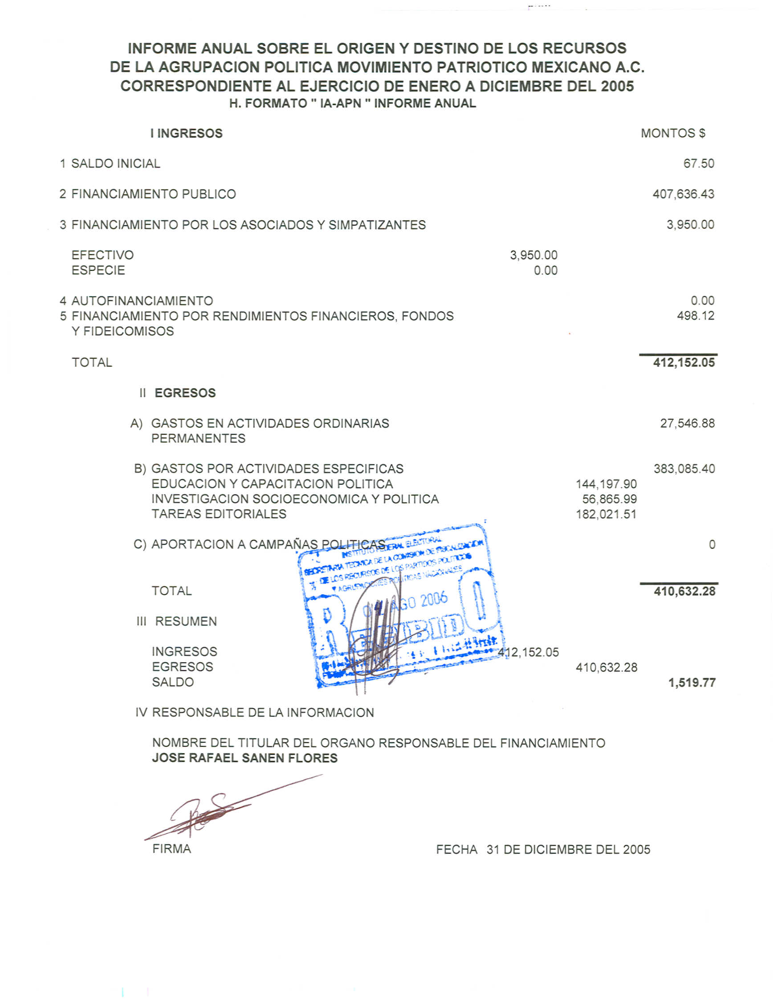 INFORME ANUAL SOBRE EL ORIGEN Y DESTINO DE LOS RECURSOS
DE LA AGRUPACION POLITICA MOVIMIENTO PATRIOTICO MEXICANO A.C.
CORRESPONDIENTE AL EJERCICIO DE ENERO A DICIEMBRE DEL 2005
H. FORMATO " IA-APN " INFORME ANUAL
I INGRESOS MONTOS $
1 SALDO INICIAL 67.50
2 FINANCIAMIENTO PUBLICO 407,636.43
3 FINANCIAMIENTO POR LOS ASOCIADOS Y SIMPATIZANTES 3,950.00
EFECTIVO 3,950.00
ESPECIE 0.00
4 AUTOFINANCIAMIENTO 0.00
5 FINANCIAMIENTO POR RENDIMIENTOS FINANCIEROS, FONDOS 498.12
Y FIDEICOMISOS
TOTAL 412,152.05
II EGRESOS
A) GASTOS EN ACTIVIDADES ORDINARIAS 27,546.88
PERMANENTES
B) GASTOS POR ACTIVIDADES ESPECIFICAS 383,085.40
EDUCACION Y CAPACITACION POLITICA 144,197.90
INVESTIGACION SOCIOECONOMICA Y POLITICA 56,865.99
TAREAS EDITORIALES 182,021.51
C) APORTACION A CAMPAÑAS POLITICAS 0
INSTITUTO FEDERAL ELECTORAL
SECRETARIA TECNICA DE LA COMISION DE FISCALIZACION
DE LOS RECURSOS DE LOS PARTIDOS POLITICOS
Y AGRUPACIONES POLITICAS NACIONALES
AGO 2006
RECIBIDO
TOTAL 410,632.28
III RESUMEN
INGRESOS 412,152.05
EGRESOS 410,632.28
SALDO 1,519.77
IV RESPONSABLE DE LA INFORMACION
NOMBRE DEL TITULAR DEL ORGANO RESPONSABLE DEL FINANCIAMIENTO
JOSE RAFAEL SANEN FLORES
FIRMA FECHA 31 DE DICIEMBRE DEL 2005